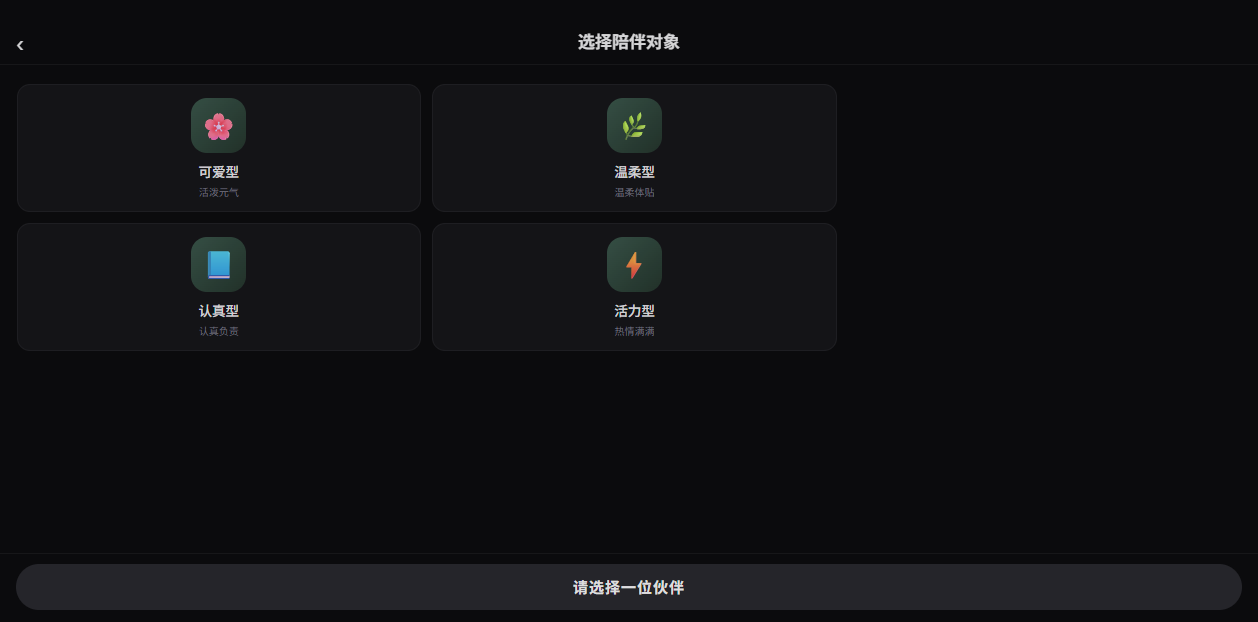 ‹
选择陪伴对象
可爱型
活泼元气
温柔型
温柔体贴
认真型
认真负责
活力型
热情满满
请选择一位伙伴